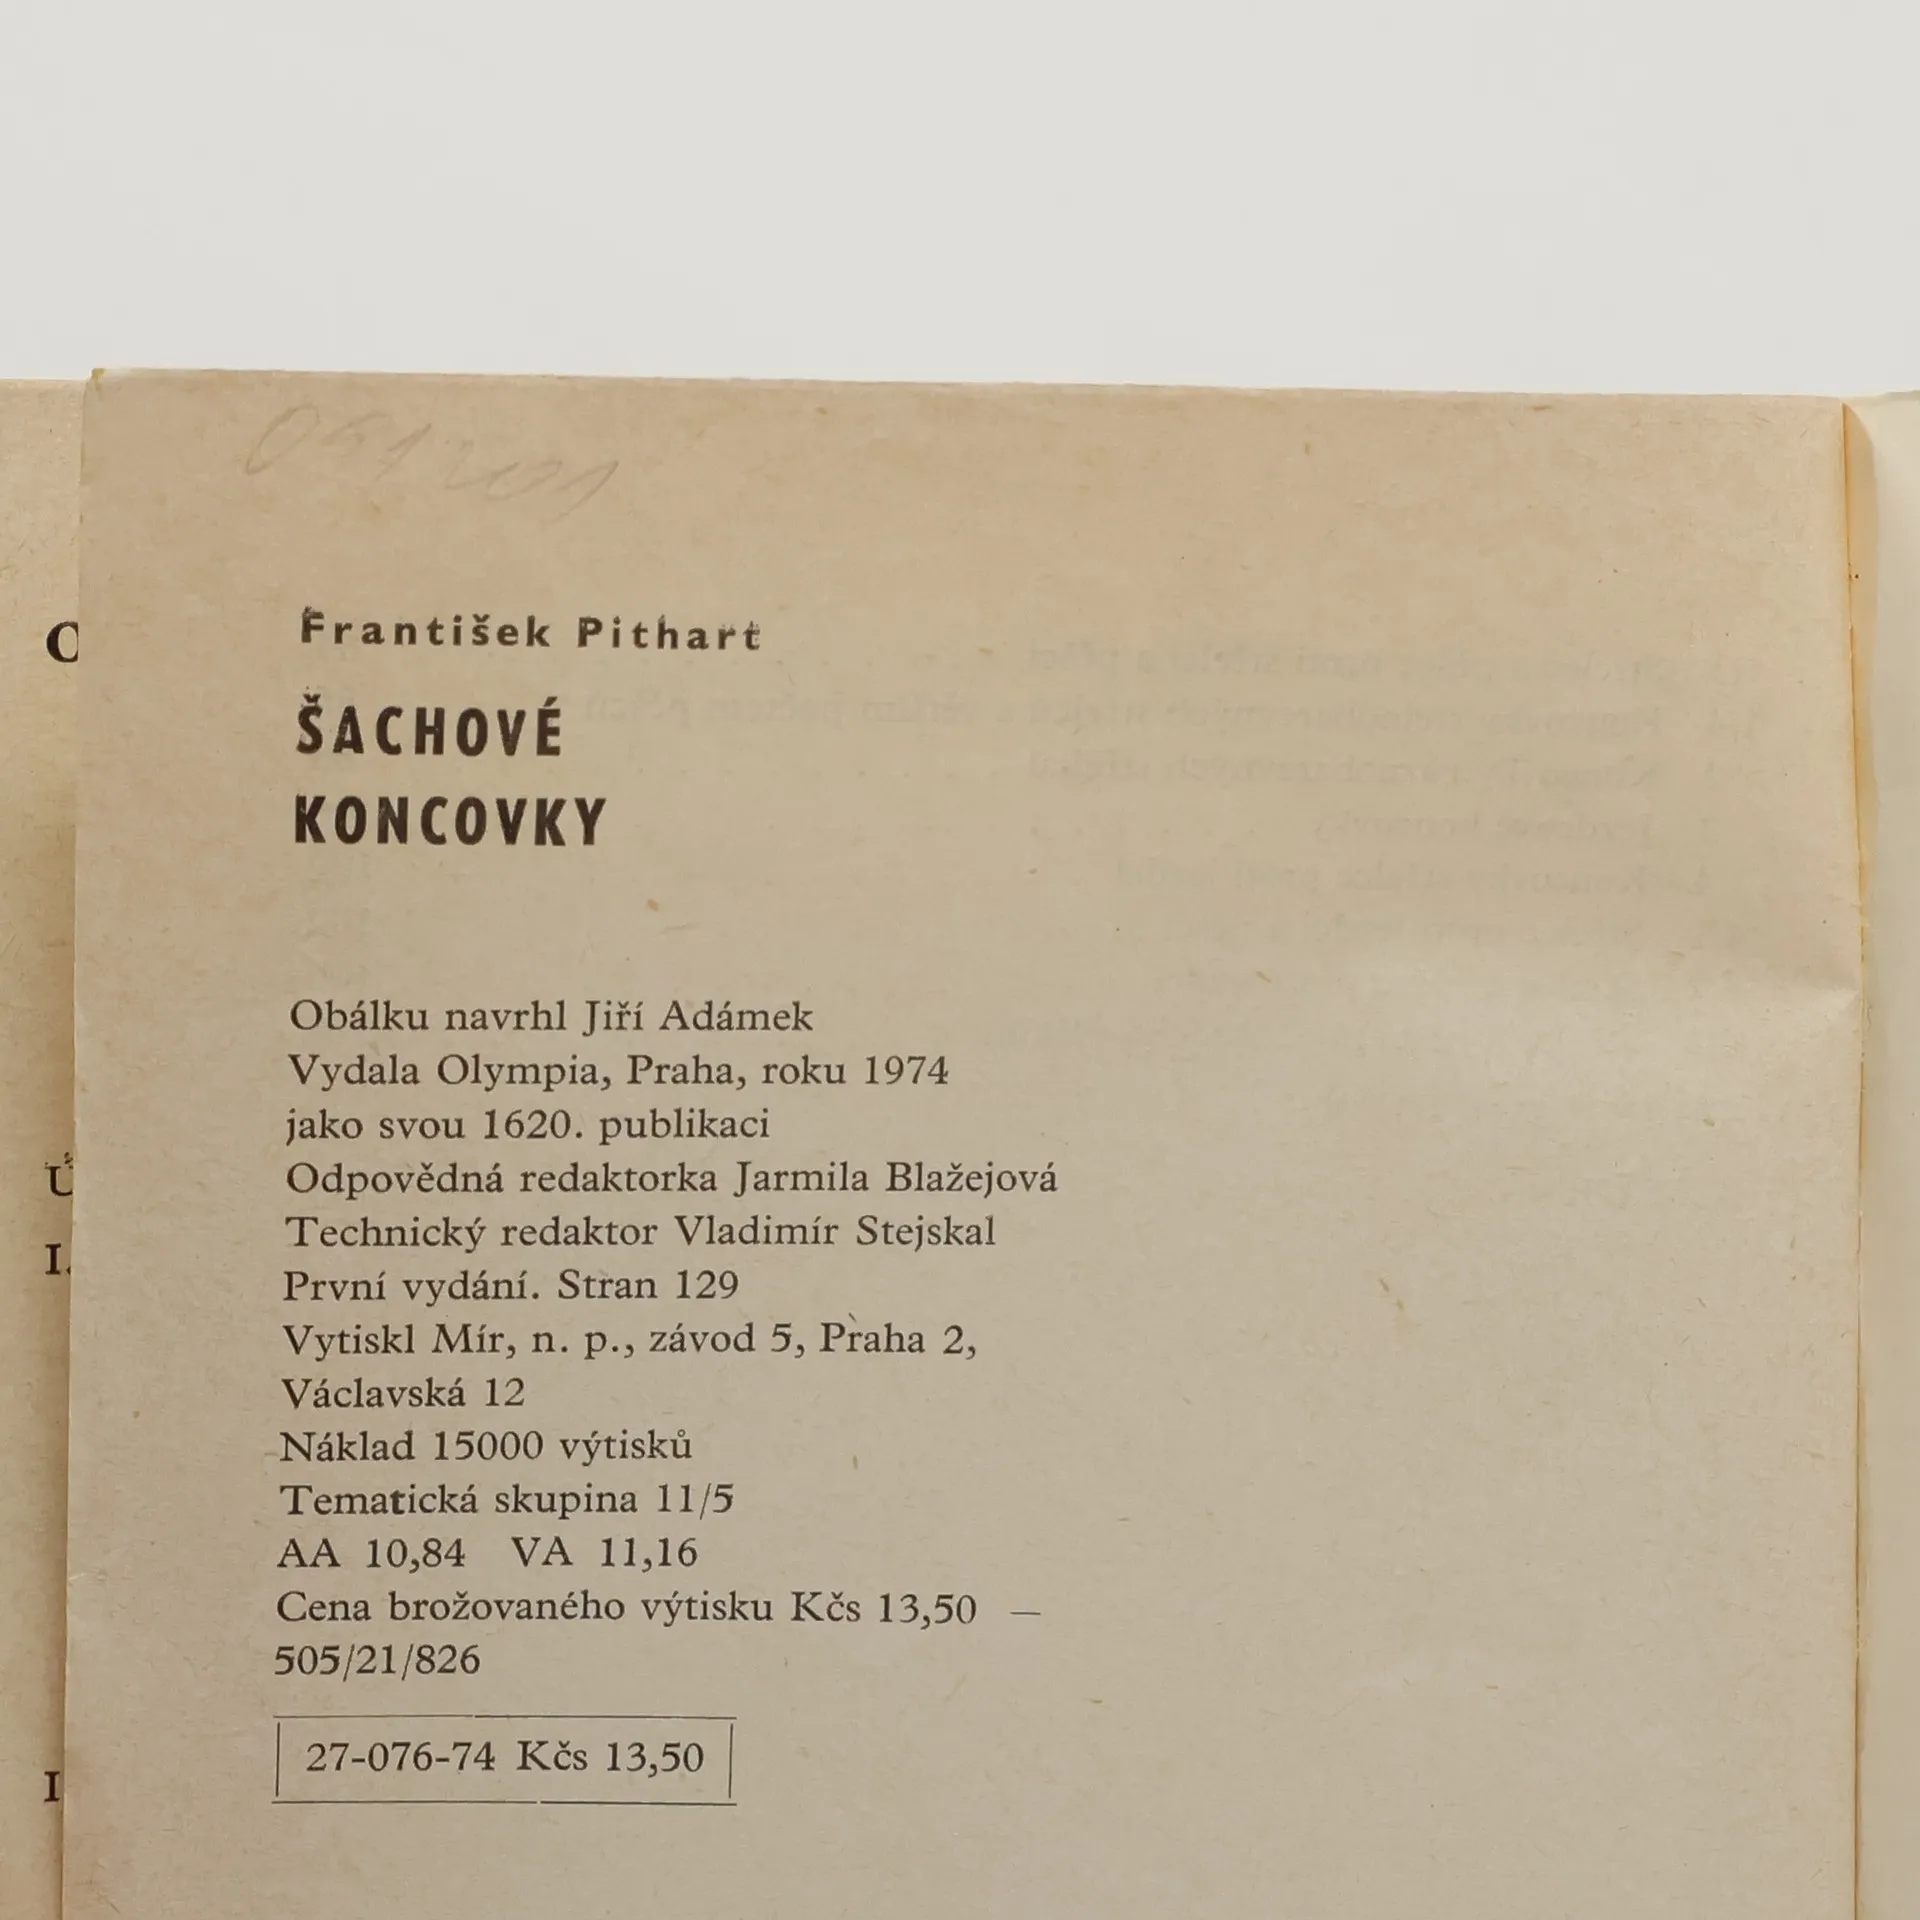 František Pithart
ŠACHOVÉ
KONCOVKY
Obálku navrhl Jiří Adámek
Vydala Olympia, Praha, roku 1974
jako svou 1620. publikaci
Odpovědná redaktorka Jarmila Blažejová
Technický redaktor Vladimír Stejskal
První vydání. Stran 129
Vytiskl Mír, n. p., závod 5, Praha 2,
Václavská 12
Náklad 15000 výtisků
Tematická skupina 11/5
AA 10,84 VA 11,16
Cena brožovaného výtisku Kčs 13,50 —
505/21/826
27-076-74 Kčs 13,50